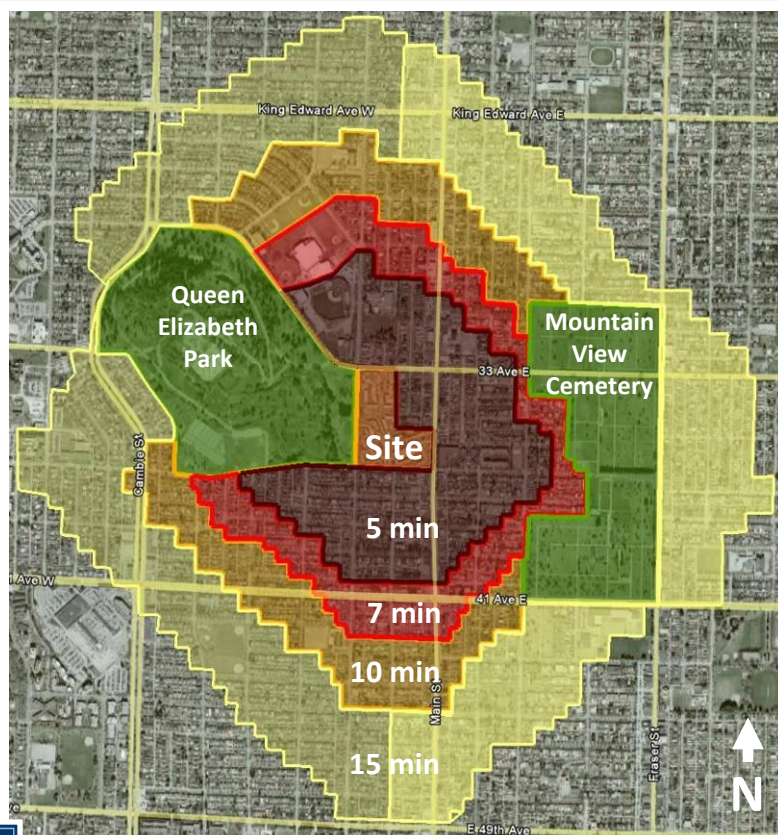 King Edward Ave W
King Edward Ave E
Queen
Elizabeth
Park
Mountain
View
Cemetery
33 Ave E
Site
Cambie St
5 min
1 Ave W
41 Ave E
7 min
10 min
Main St
15 min
Fraser St
N
E 49th Ave